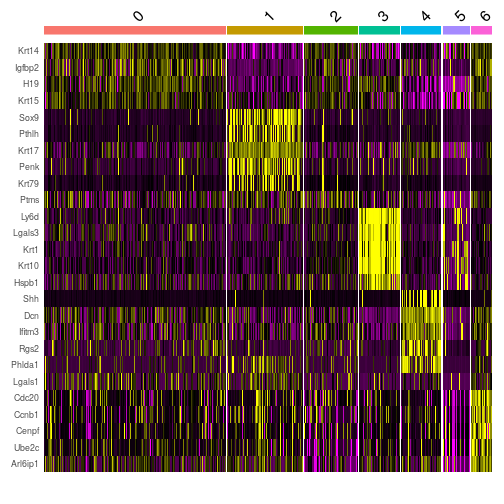 0 1 2 3 4 5 6
Krt14
Igfbp2
H19
Krt15
Sox9
Pthlh
Krt17
Penk
Krt79
Ptms
Ly6d
Lgals3
Krt1
Krt10
Hspb1
Shh
Dcn
Ifitm3
Rgs2
Phlda1
Lgals1
Cdc20
Ccnb1
Cenpf
Ube2c
Arl6ip1